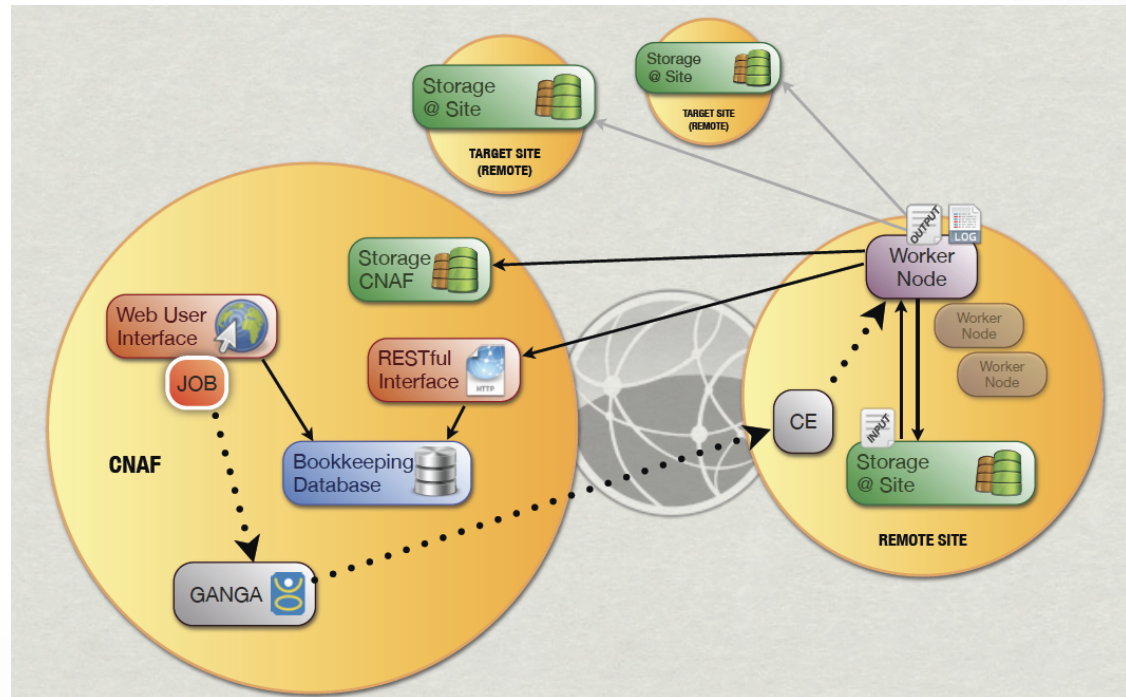 Storage
@ Site
TARGET SITE
(REMOTE)
Storage
@ Site
TARGET SITE
(REMOTE)
OUTPUT
LOG
Worker
Node
Storage
CNAF
Web User
Interface
JOB
RESTful
Interface
HTTP
Worker
Node
Worker
Node
CE
INPUT
CNAF
Bookkeeping
Database
Storage
@ Site
REMOTE SITE
GANGA